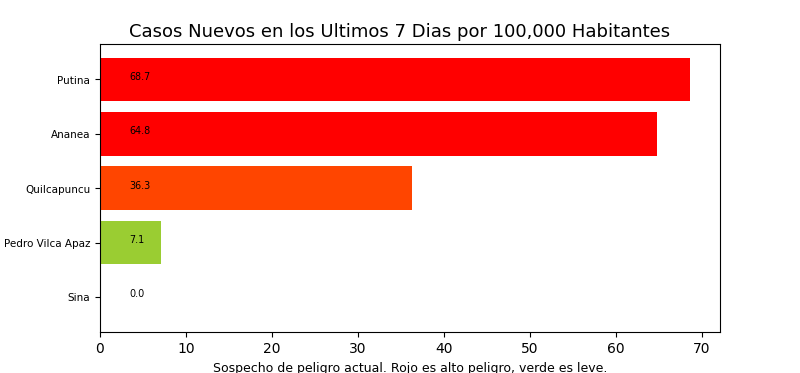 Casos Nuevos en los Ultimos 7 Dias por 100,000 Habitantes
Putina 68.7
Ananea 64.8
Quilcapuncu 36.3
Pedro Vilca Apaz 7.1
Sina 0.0
0 10 20 30 40 50 60 70
Sospecho de peligro actual. Rojo es alto peligro, verde es leve.